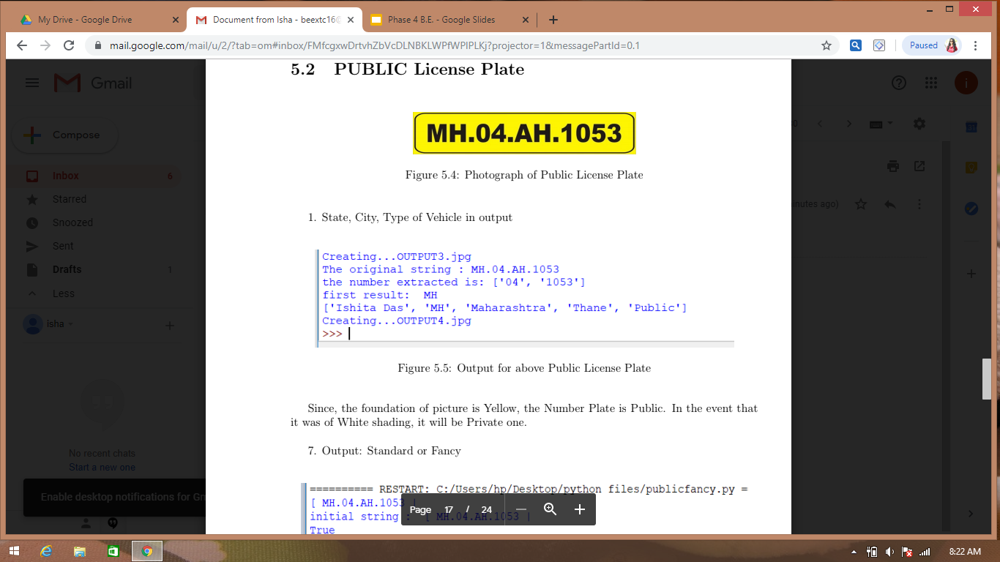 My Drive - Google Drive
Document from Isha - beextc16@
Phase 4 B.E. - Google Slides
mail.google.com/mail/u/2/?tab=om#inbox/FMfcgxwDrtvhZbVcDLNBKLWPfWPlPLKj?projector=1&messagePartId=0.1
Paused
Gmail
i
Compose
Inbox 6
Starred
Snoozed
Sent
Drafts 1
Less
isha
No recent chats
Start a new one
Enable desktop notifications for Gm
minutes ago)
5.2 PUBLIC License Plate
MH.04.AH.1053
Figure 5.4: Photograph of Public License Plate
1. State, City, Type of Vehicle in output
Creating...OUTPUT3.jpg
The original string : MH.04.AH.1053
the number extracted is: ['04', '1053']
first result: MH
['Ishita Das', 'MH', 'Maharashtra', 'Thane', 'Public']
Creating...OUTPUT4.jpg
>>>
Figure 5.5: Output for above Public License Plate
Since, the foundation of picture is Yellow, the Number Plate is Public. In the event that
it was of White shading, it will be Private one.
7. Output: Standard or Fancy
========== RESTART: C:/Users/hp/Desktop/python files/publicfancy.py =
[ MH.04.AH.1053 |
initial string : [ MH.04.AH.1053 |
True
Page 17 / 24
8:22 AM